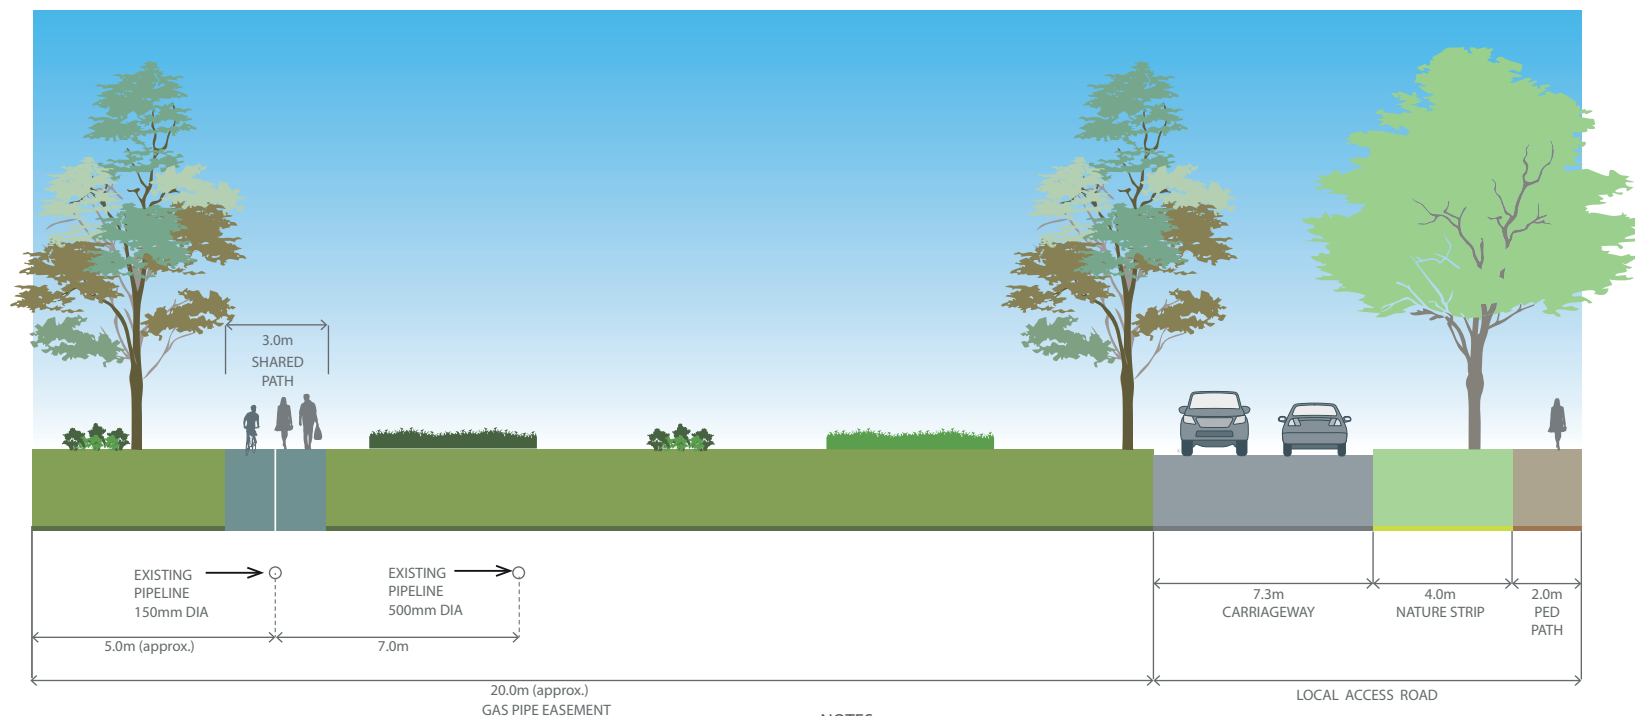 3.0m
SHARED
PATH
EXISTING
PIPELINE
150mm DIA
EXISTING
PIPELINE
500mm DIA
5.0m (approx.)
7.0m
7.3m
CARRIAGEWAY
4.0m
NATURE STRIP
2.0m
PED
PATH
20.0m (approx.)
GAS PIPE EASEMENT
LOCAL ACCESS ROAD
NOTES